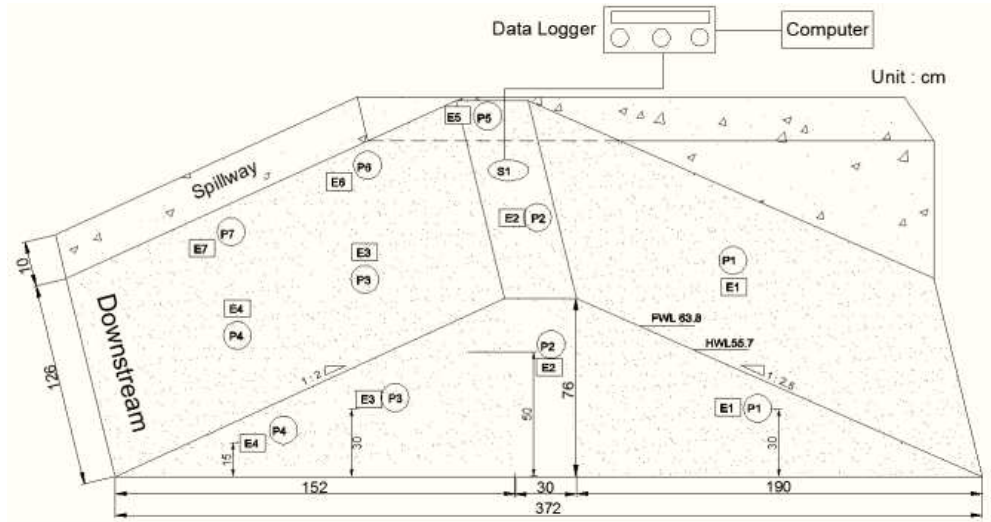 Data Logger
Computer
Unit : cm
E5
P5
P6
E6
S1
Spillway
E2
P2
P7
E7
E3
P3
P1
E1
10
E4
P4
Downstream
FWL 63.8
HWL55.7
P2
E2
1:2
1:2.5
126
76
50
E3
P3
E1
P1
P4
E4
15
30
30
152
30
190
372